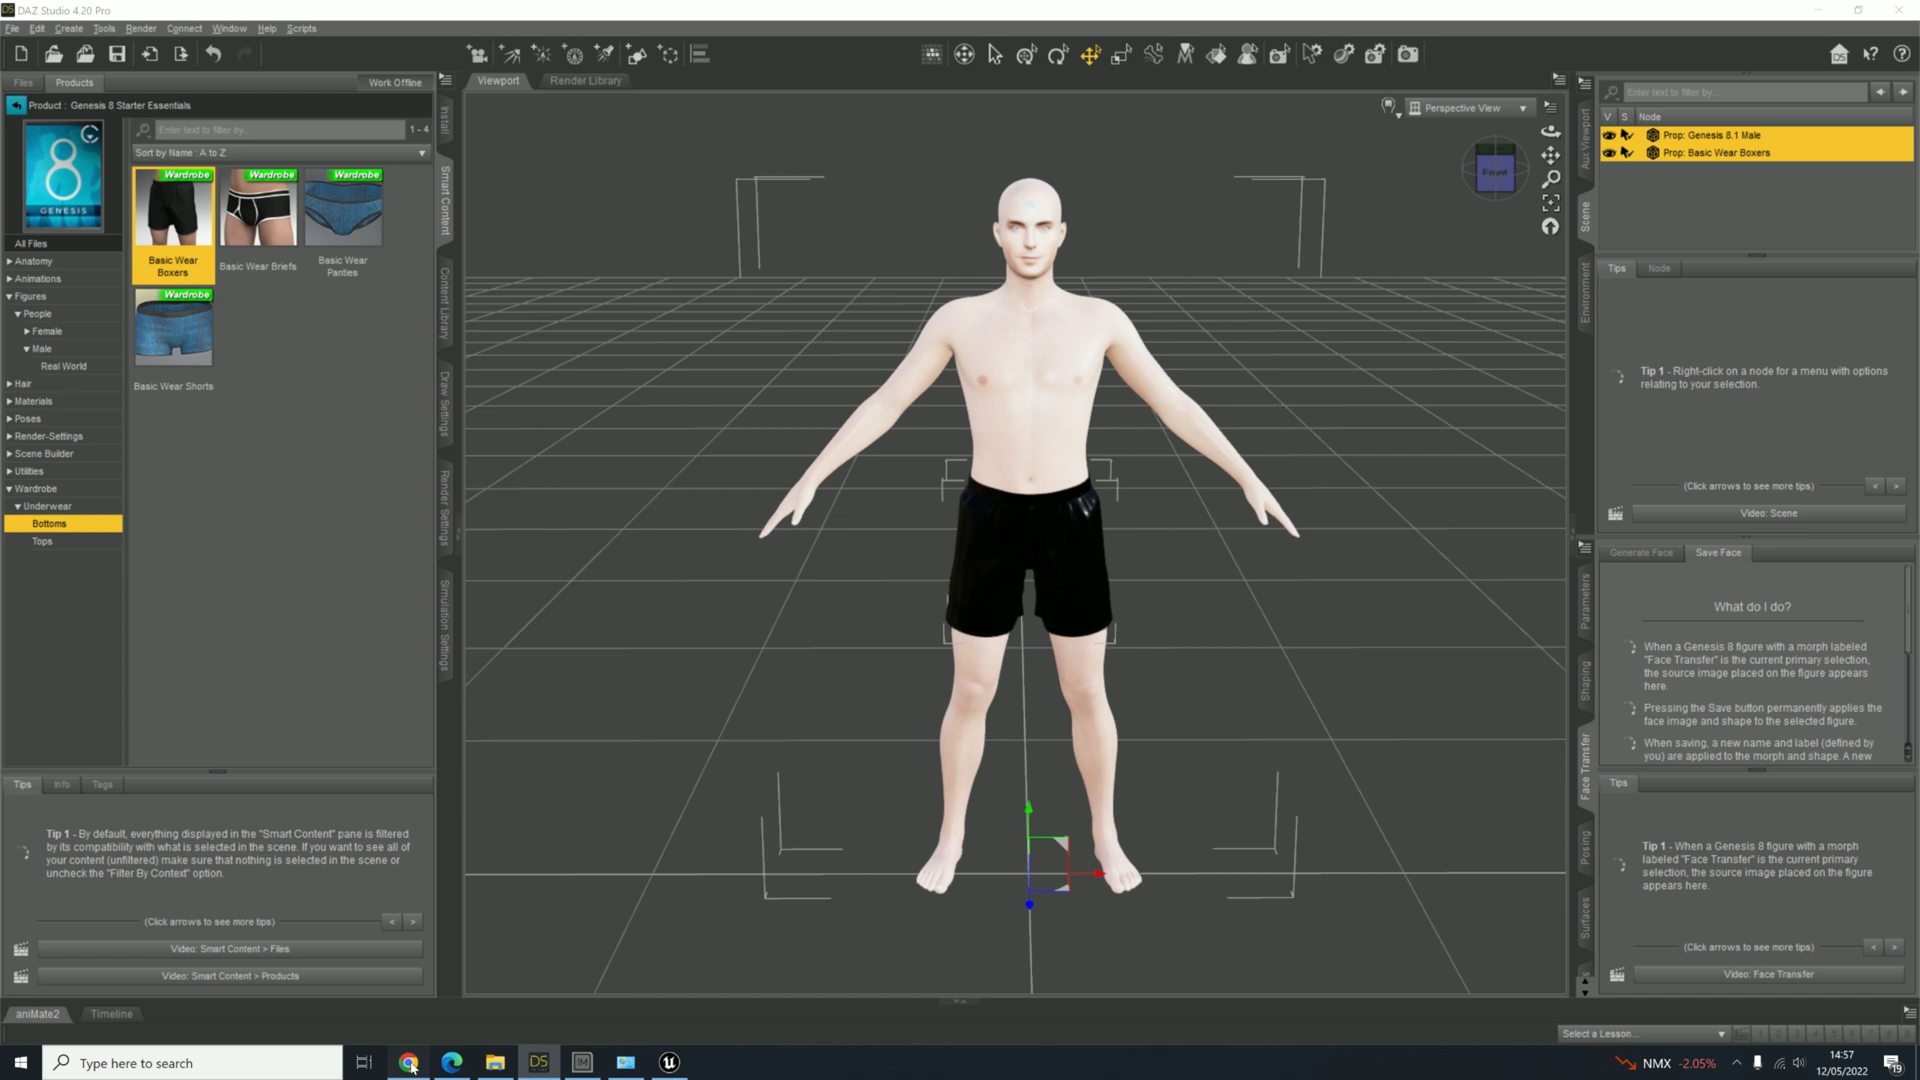 DS DAZ Studio 4.20 Pro
File Edit Create Tools Render Connect Window Help Scripts
Files Products Work Offline
Product : Genesis 8 Starter Essentials
8
GENESIS
Enter text to filter by... 1 - 4
Sort by Name : A to Z
Wardrobe
Basic Wear
Boxers
Wardrobe
Basic Wear Briefs
Wardrobe
Basic Wear
Panties
Wardrobe
Basic Wear Shorts
All Files
Anatomy
Animations
Figures
People
Female
Male
Real World
Hair
Materials
Poses
Render-Settings
Scene Builder
Utilities
Wardrobe
Underwear
Bottoms
Tops
Install
Smart Content
Content Library
Draw Settings
Render Settings
Simulation Settings
Tips Info Tags
Tip 1 - By default, everything displayed in the "Smart Content" pane is filtered
by its compatibility with what is selected in the scene. If you want to see all of
your content (unfiltered) make sure that nothing is selected in the scene or
uncheck the "Filter By Context" option.
(Click arrows to see more tips) < >
Video: Smart Content > Files
Video: Smart Content > Products
Viewport Render Library
Perspective View
Front
Aux Viewport
Scene
Environment
Enter text to filter by...
V S Node
Prop: Genesis 8.1 Male
Prop: Basic Wear Boxers
Tips Node
Tip 1 - Right-click on a node for a menu with options
relating to your selection.
(Click arrows to see more tips) < >
Video: Scene
Parameters
Shaping
Face Transfer
Posing
Surfaces
Generate Face Save Face
What do I do?
When a Genesis 8 figure with a morph labeled
"Face Transfer" is the current primary selection,
the source image placed on the figure appears
here.
Pressing the Save button permanently applies the
face image and shape to the selected figure.
When saving, a new name and label (defined by
you) are applied to the morph and shape. A new
Tips
Tip 1 - When a Genesis 8 figure with a morph
labeled "Face Transfer" is the current primary
selection, the source image placed on the figure
appears here.
(Click arrows to see more tips) < >
Video: Face Transfer
aniMate2 Timeline
Select a Lesson... 1 2 3 4 5 6 7 8 9
Type here to search
DS
NMX -2.05%
14:57
12/05/2022
19